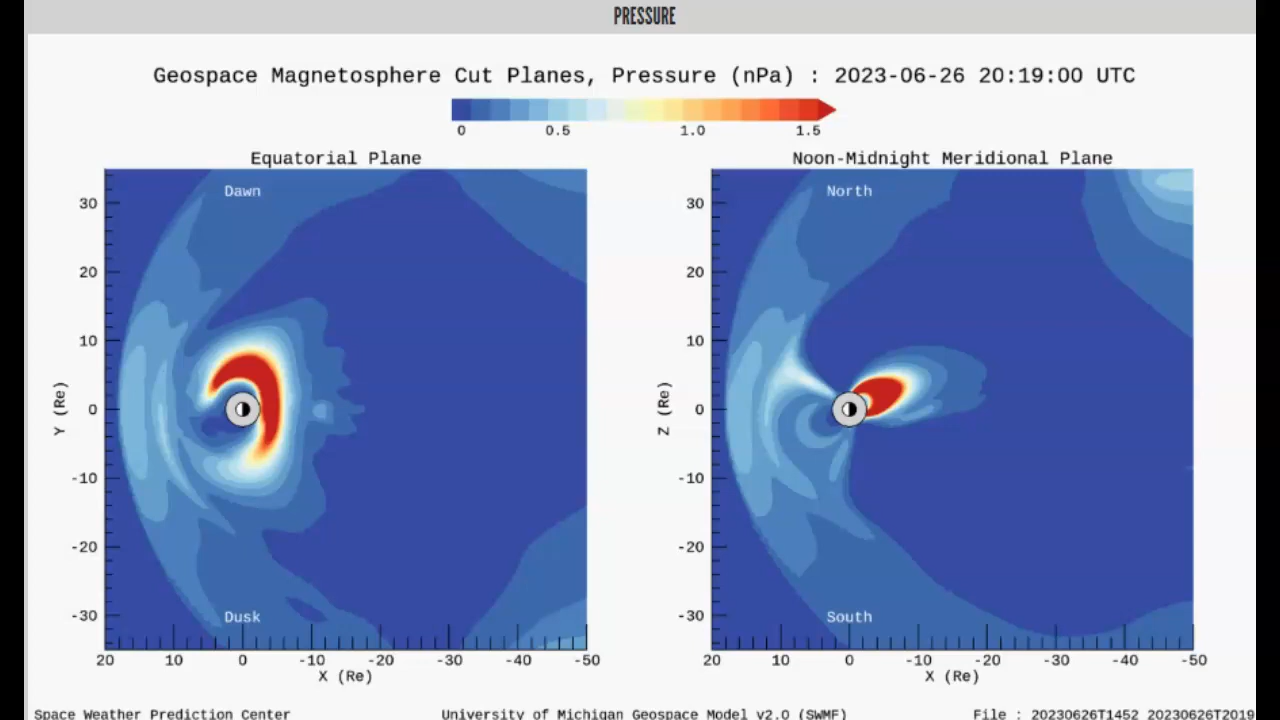 PRESSURE
Geospace Magnetosphere Cut Planes, Pressure (nPa) : 2023-06-26 20:19:00 UTC
0 0.5 1.0 1.5
Equatorial Plane
Dawn
30
20
10
0
-10
-20
-30
Y (Re)
Dusk
20 10 0 -10 -20 -30 -40 -50
X (Re)
Noon-Midnight Meridional Plane
North
30
20
10
0
-10
-20
-30
Z (Re)
South
20 10 0 -10 -20 -30 -40 -50
X (Re)
Space Weather Prediction Center
University of Michigan Geospace Model v2.0 (SWMF)
File : 20230626T1452 20230626T2019